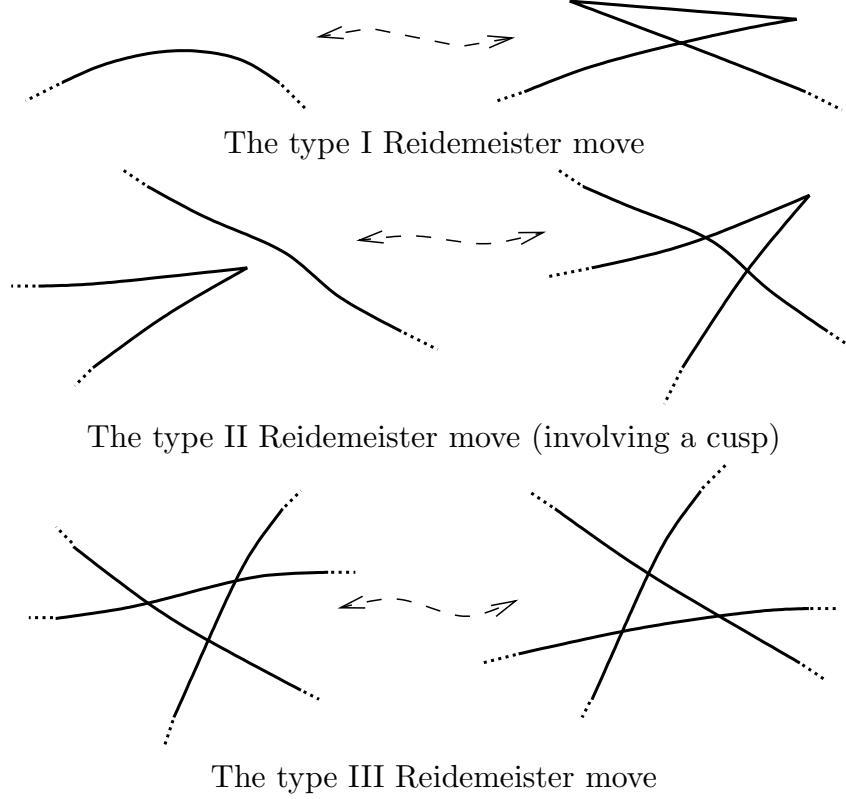 The type I Reidemeister move
The type II Reidemeister move (involving a cusp)
The type III Reidemeister move